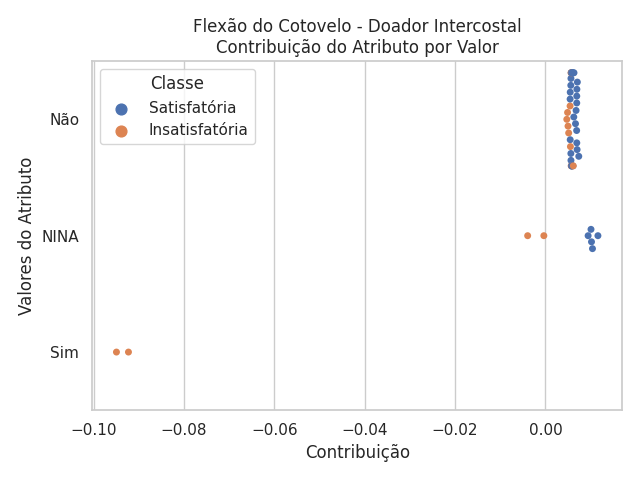 Flexão do Cotovelo - Doador Intercostal
Contribuição do Atributo por Valor
Classe
Satisfatória
Insatisfatória
Valores do Atributo
Não
NINA
Sim
−0.10 −0.08 −0.06 −0.04 −0.02 0.00
Contribuição